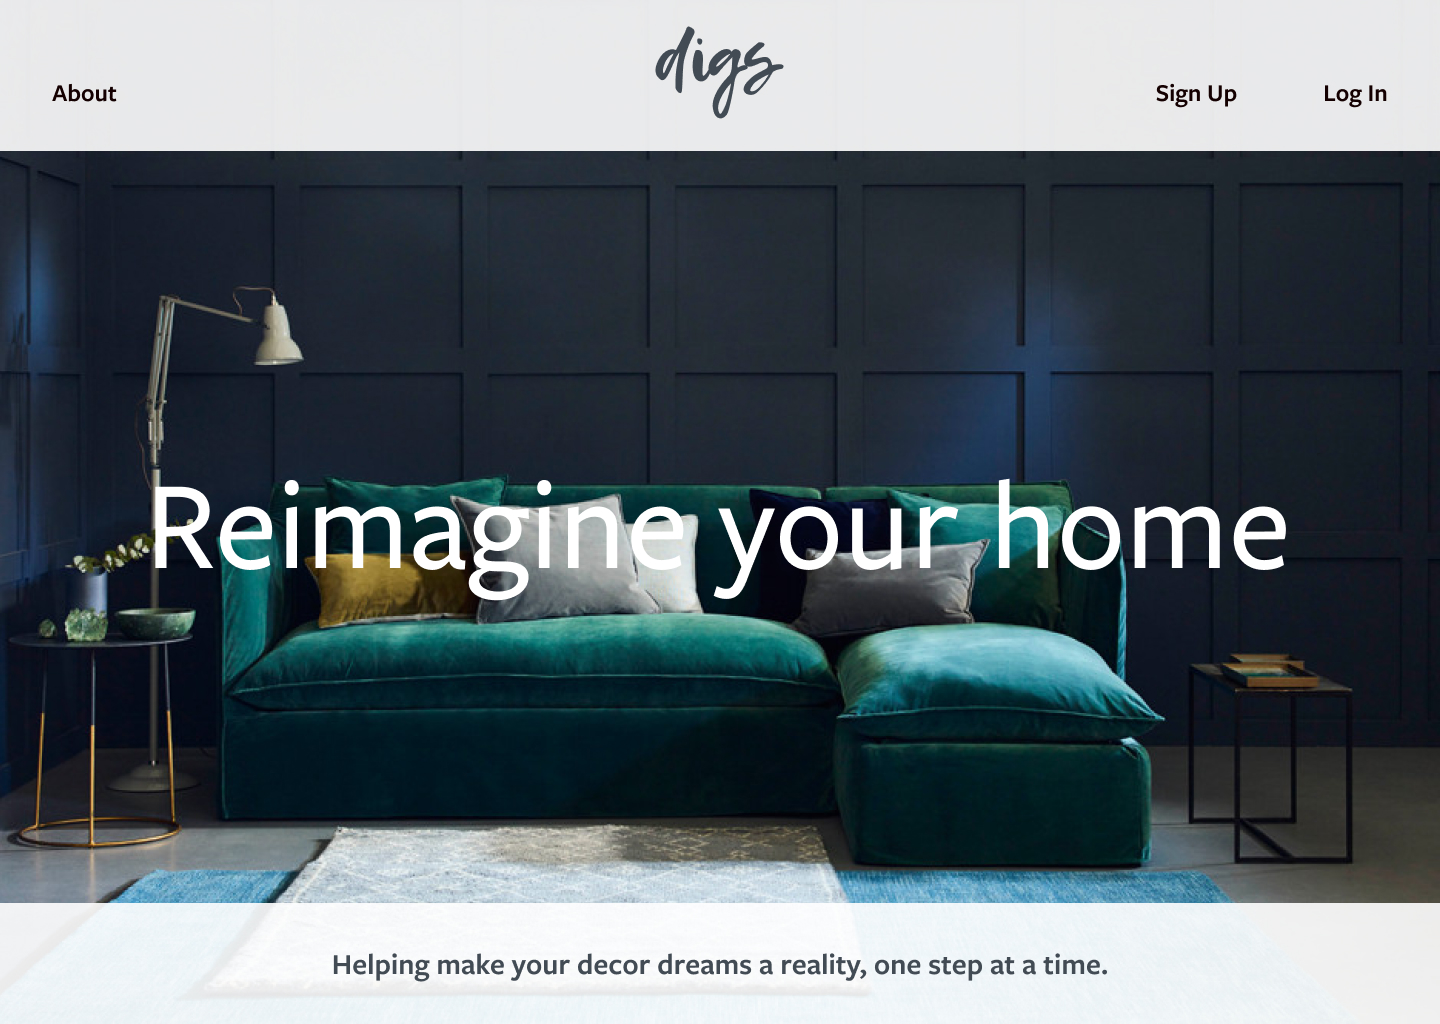 digs
About
Sign Up
Log In
Reimagine your home
Helping make your decor dreams a reality, one step at a time.